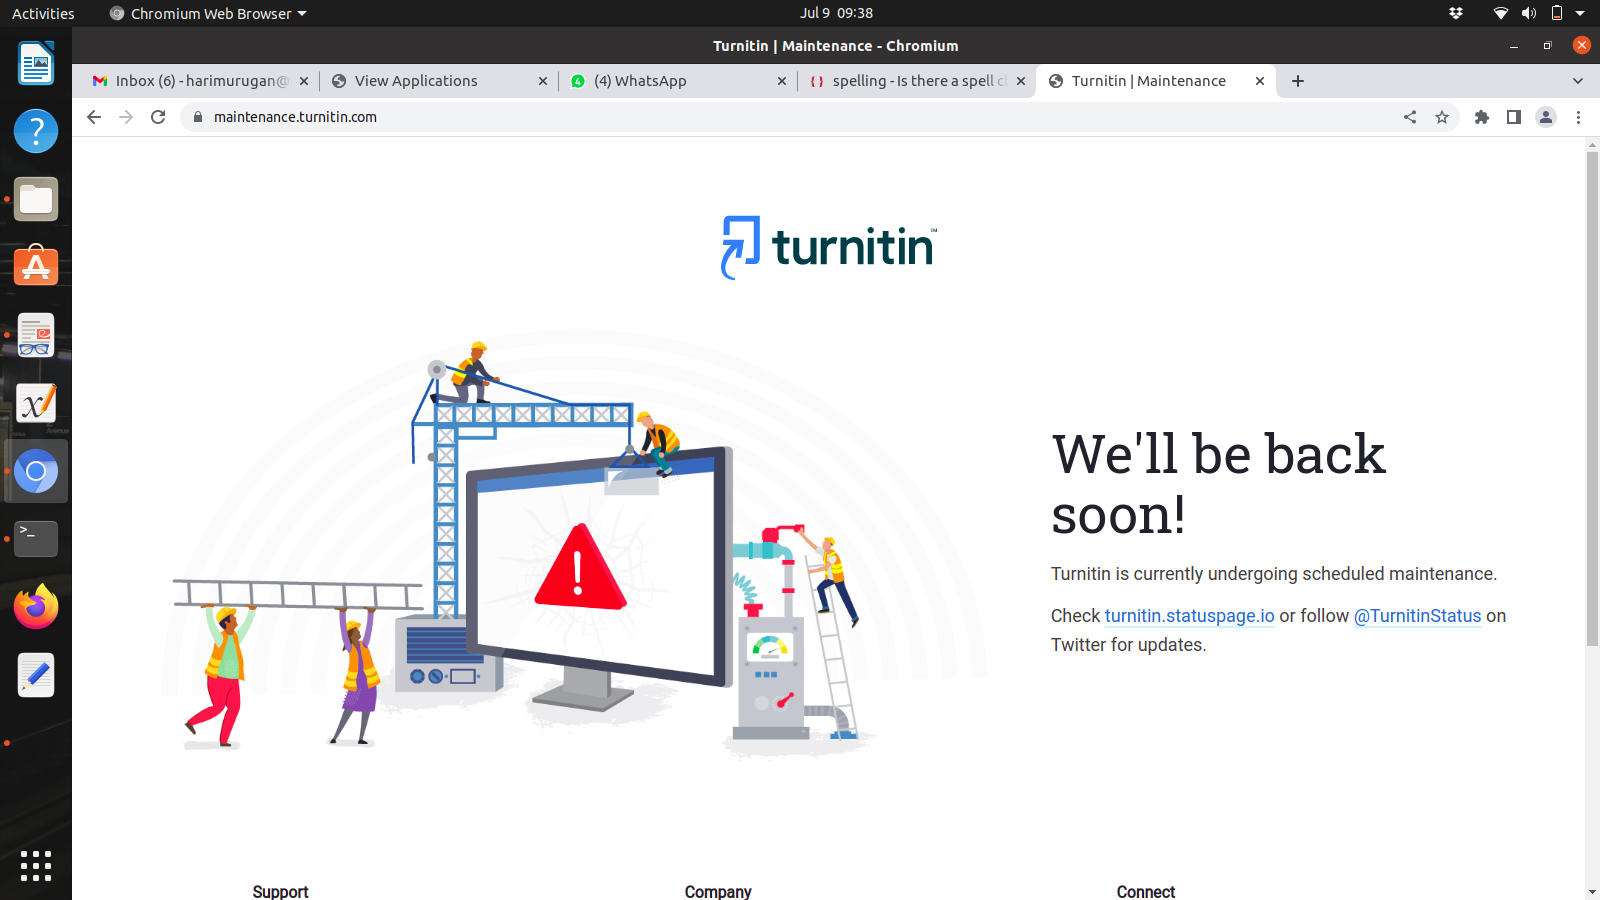 Activities
Chromium Web Browser
Jul 9 09:38
Turnitin | Maintenance - Chromium
Inbox (6) - harimurugan@
View Applications
4
(4) WhatsApp
spelling - Is there a spell c
Turnitin | Maintenance
maintenance.turnitin.com
turnitin™
We'll be back
soon!
Turnitin is currently undergoing scheduled maintenance.
Check turnitin.statuspage.io or follow @TurnitinStatus on
Twitter for updates.
!
?
X
>_
Support
Company
Connect